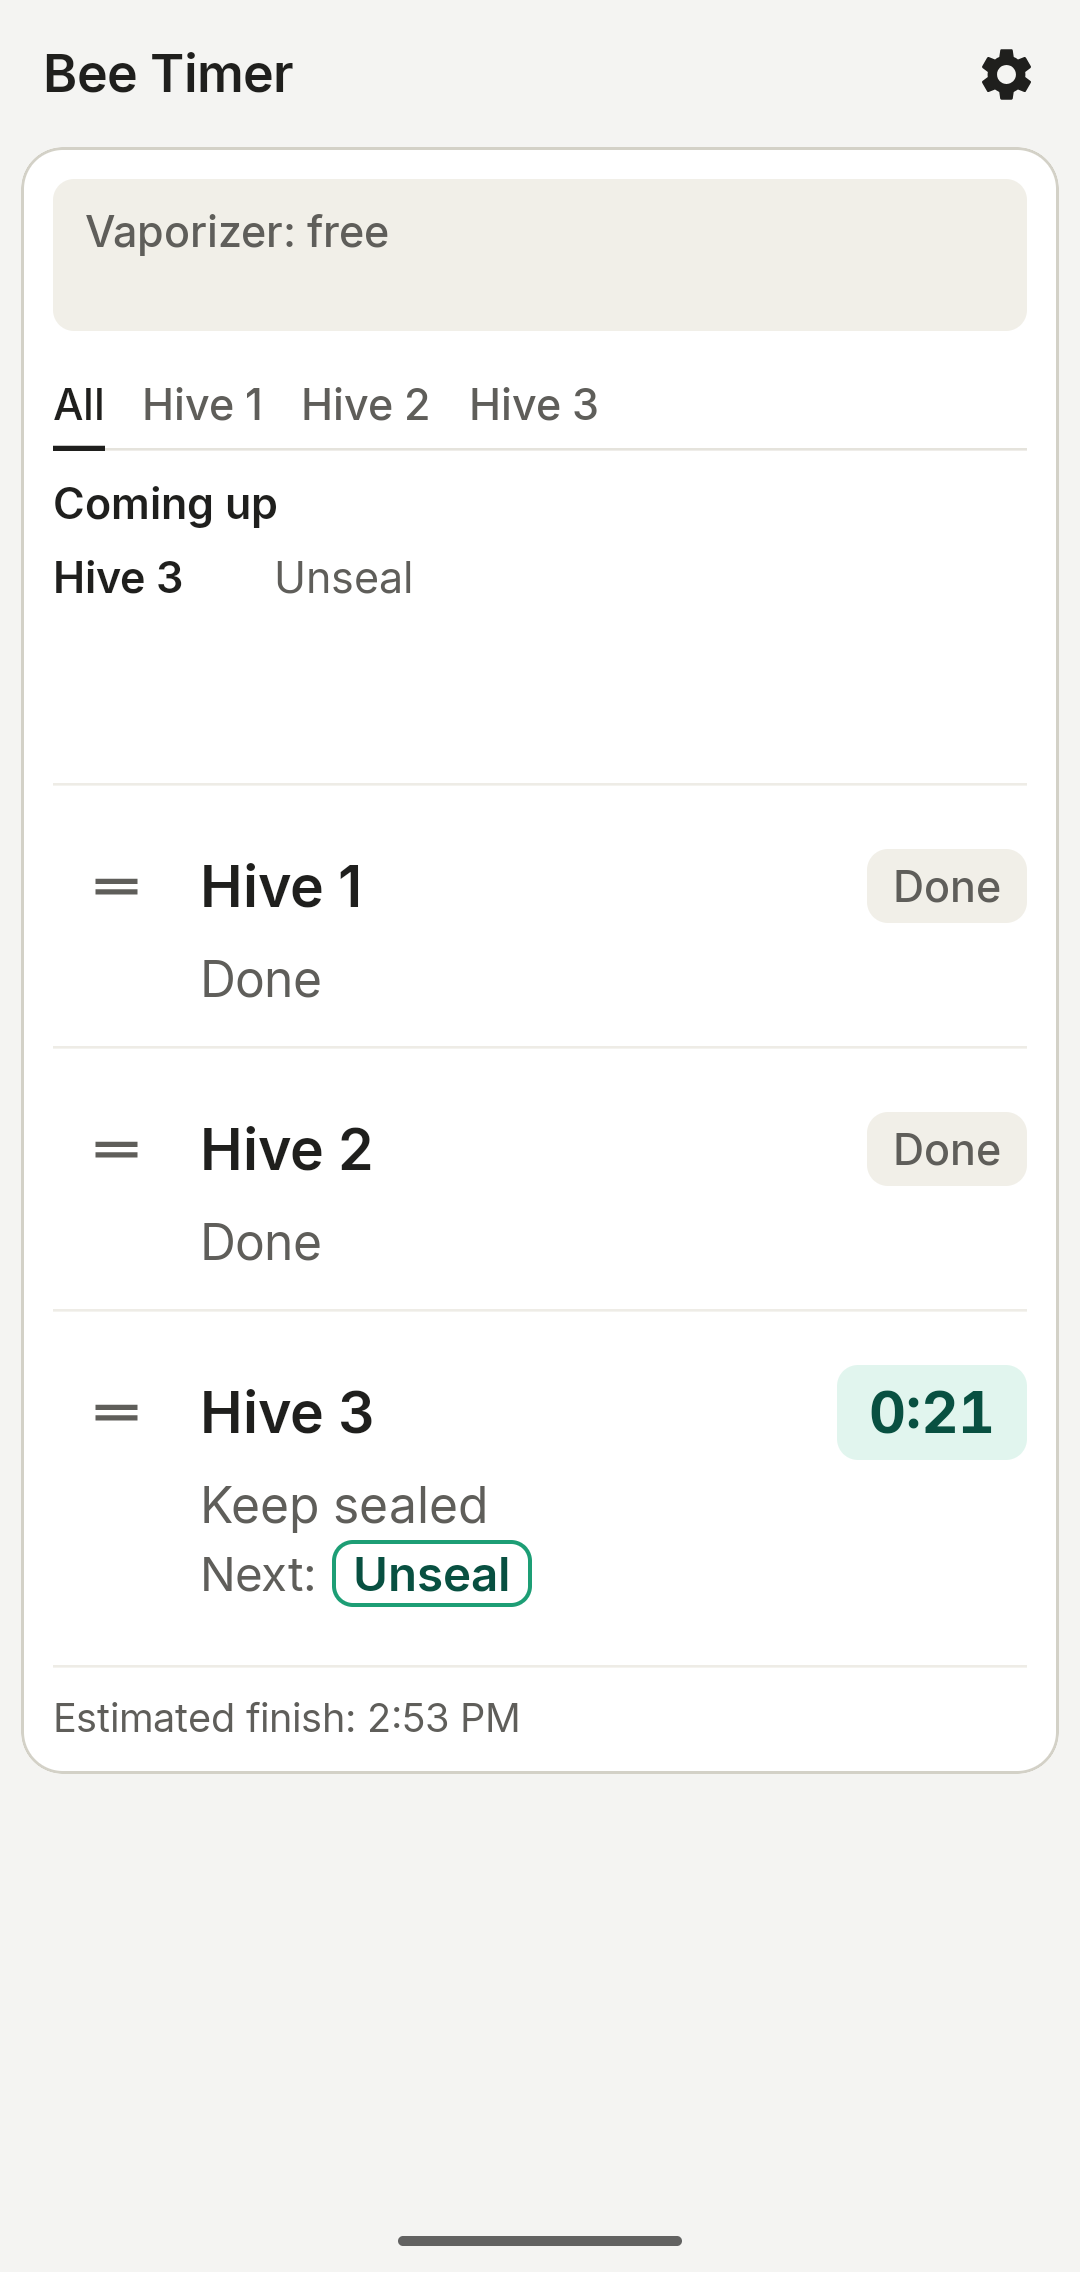 Bee Timer
Vaporizer: free
All Hive 1 Hive 2 Hive 3
Coming up
Hive 3 Unseal
Hive 1 Done
Done
Hive 2 Done
Done
Hive 3 0:21
Keep sealed
Next: Unseal
Estimated finish: 2:53 PM